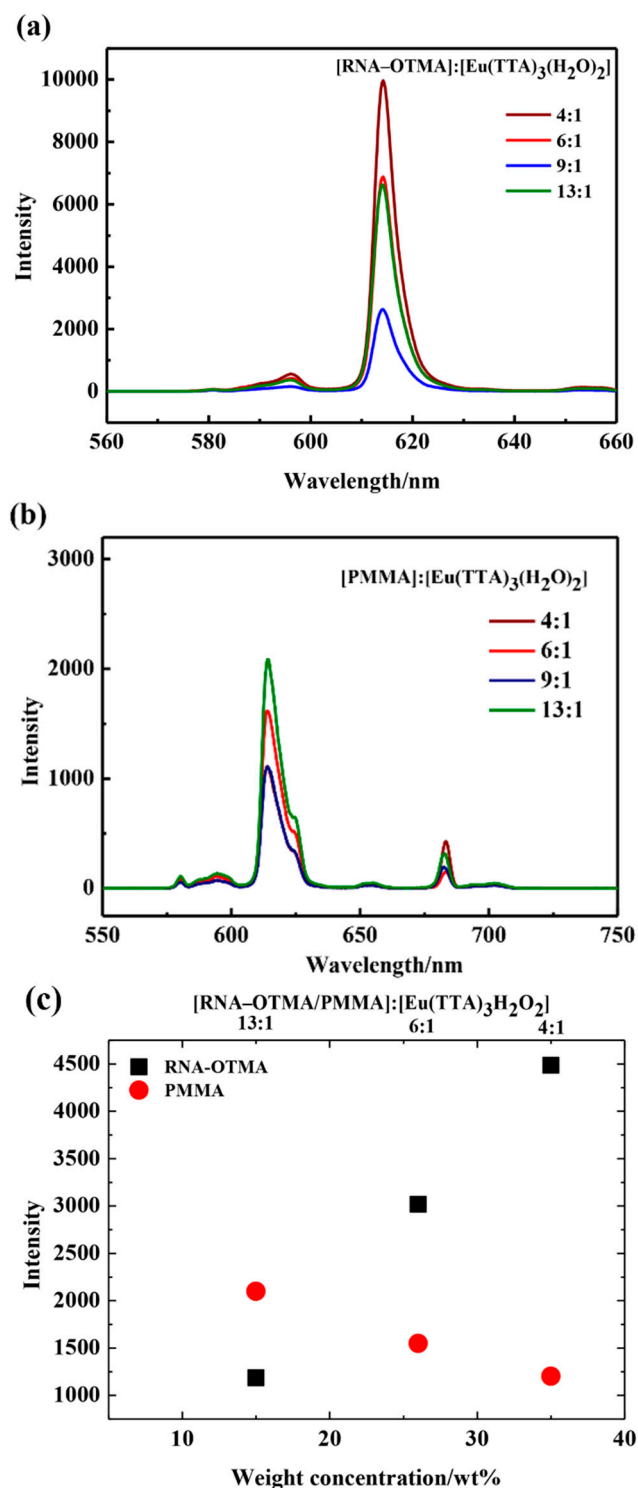 (a)
[RNA–OTMA]:[Eu(TTA)3(H2O)2]
4:1
6:1
9:1
13:1
10000
8000
6000
4000
2000
0
Intensity
560 580 600 620 640 660
Wavelength/nm
(b)
[PMMA]:[Eu(TTA)3(H2O)2]
4:1
6:1
9:1
13:1
3000
2000
1000
0
Intensity
550 600 650 700 750
Wavelength/nm
(c)
[RNA–OTMA/PMMA]:[Eu(TTA)3H2O2]
13:1 6:1 4:1
RNA-OTMA
PMMA
4500
4000
3500
3000
2500
2000
1500
1000
Intensity
10 20 30 40
Weight concentration/wt%